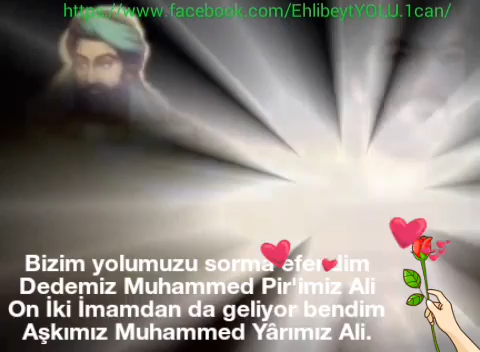 https://www.facebook.com/EhlibeytYOLU.1can/
Bizim yolumuzu sorma efendim
Dedemiz Muhammed Pir'imiz Ali
On İki İmamdan da geliyor bendim
Aşkımız Muhammed Yârımız Ali.